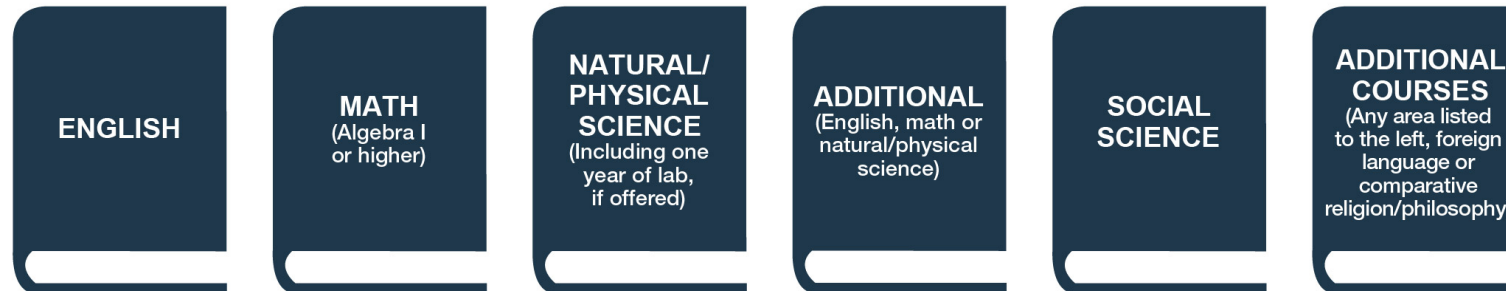 ENGLISH
MATH
(Algebra I
or higher)
NATURAL/
PHYSICAL
SCIENCE
(Including one
year of lab,
if offered)
ADDITIONAL
(English, math or
natural/physical
science)
SOCIAL
SCIENCE
ADDITIONAL
COURSES
(Any area listed
to the left, foreign
language or
comparative
religion/philosophy